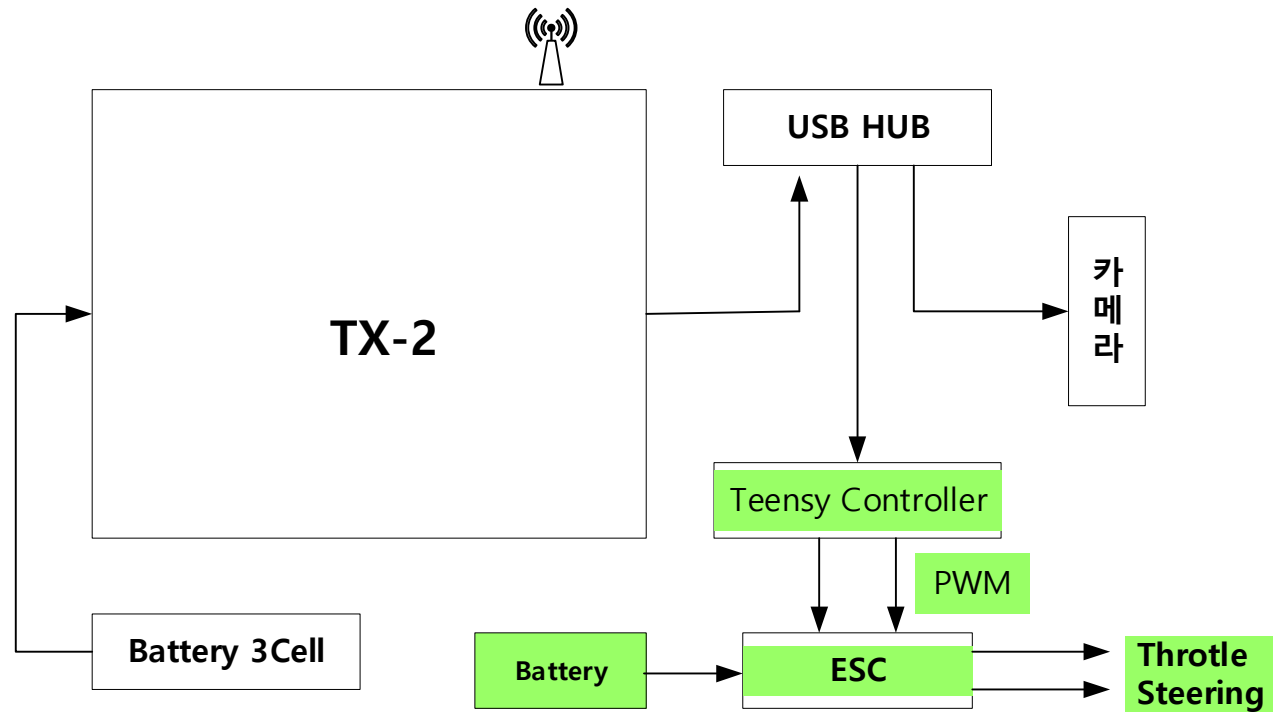 USB HUB
카
메
라
TX-2
Teensy Controller
PWM
Battery 3Cell
Battery
ESC
Throtle
Steering